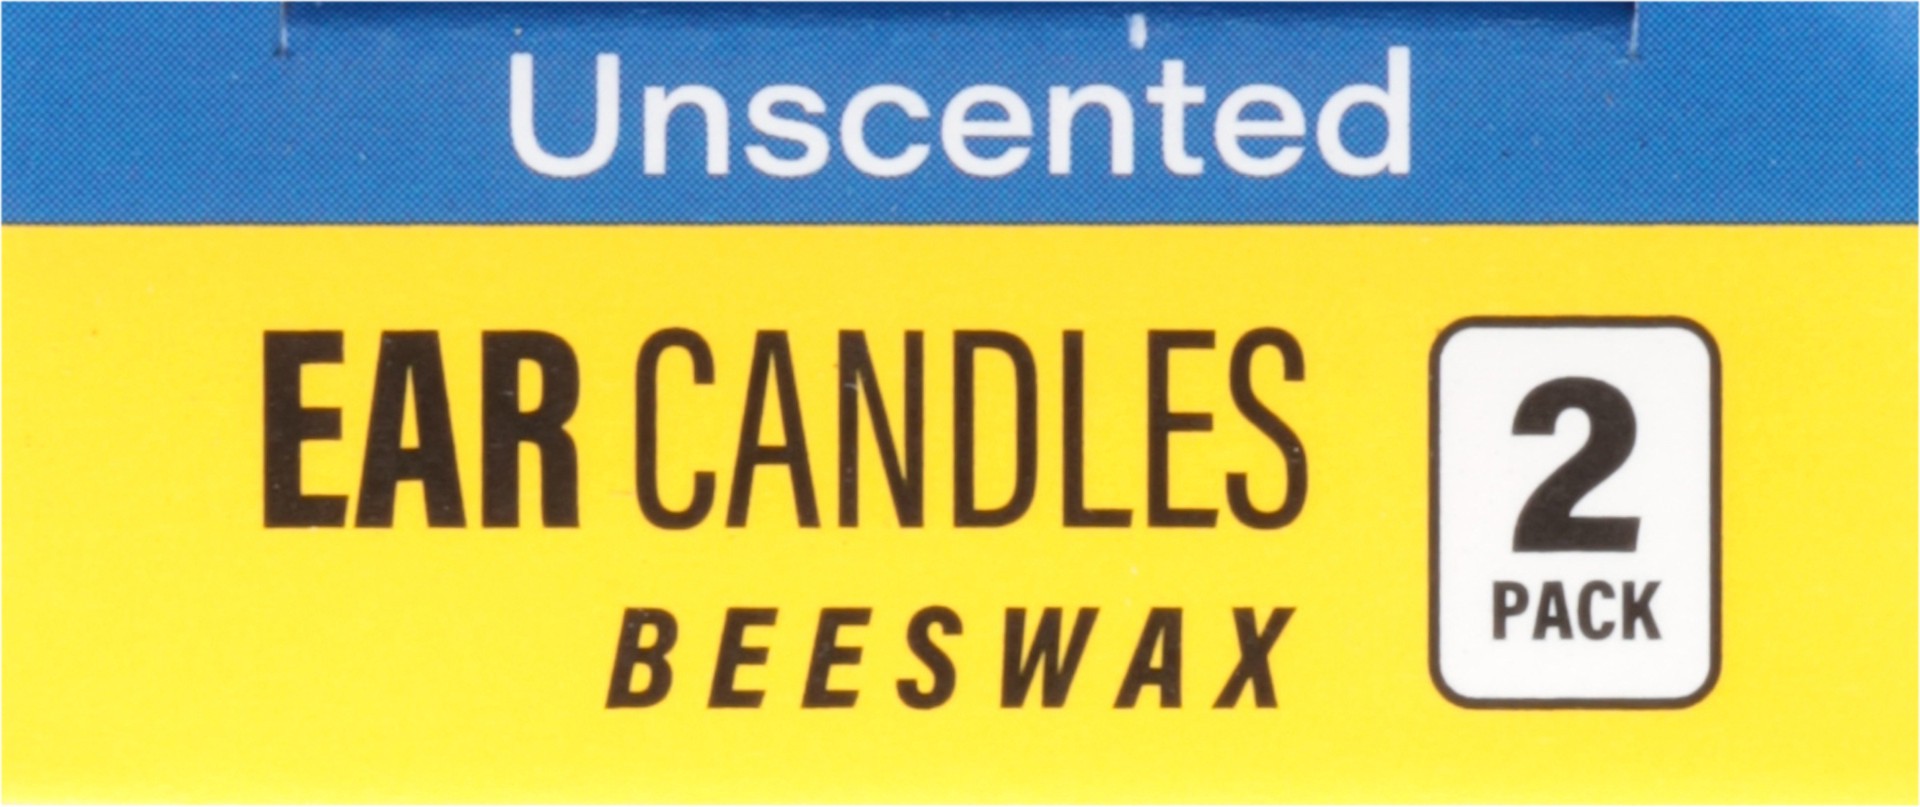 Unscented
EAR CANDLES
BEESWAX
2
PACK